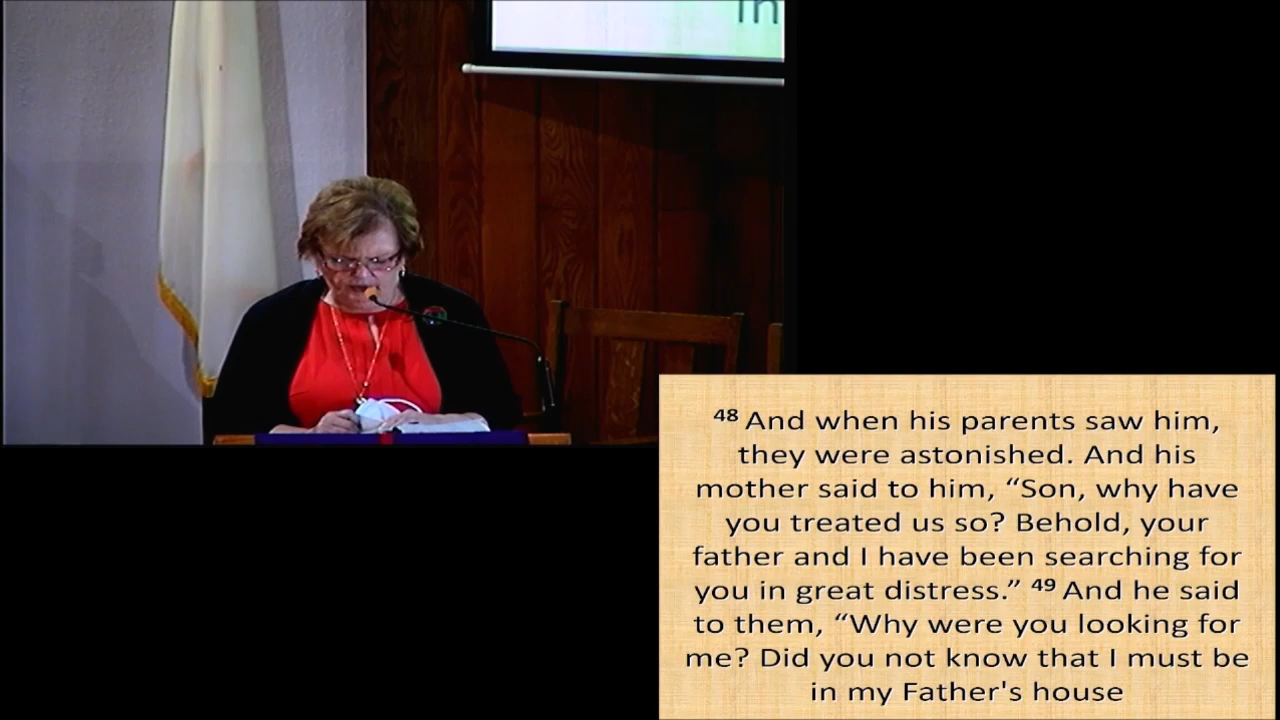 In
48 And when his parents saw him,
they were astonished. And his
mother said to him, “Son, why have
you treated us so? Behold, your
father and I have been searching for
you in great distress.” 49 And he said
to them, “Why were you looking for
me? Did you not know that I must be
in my Father's house